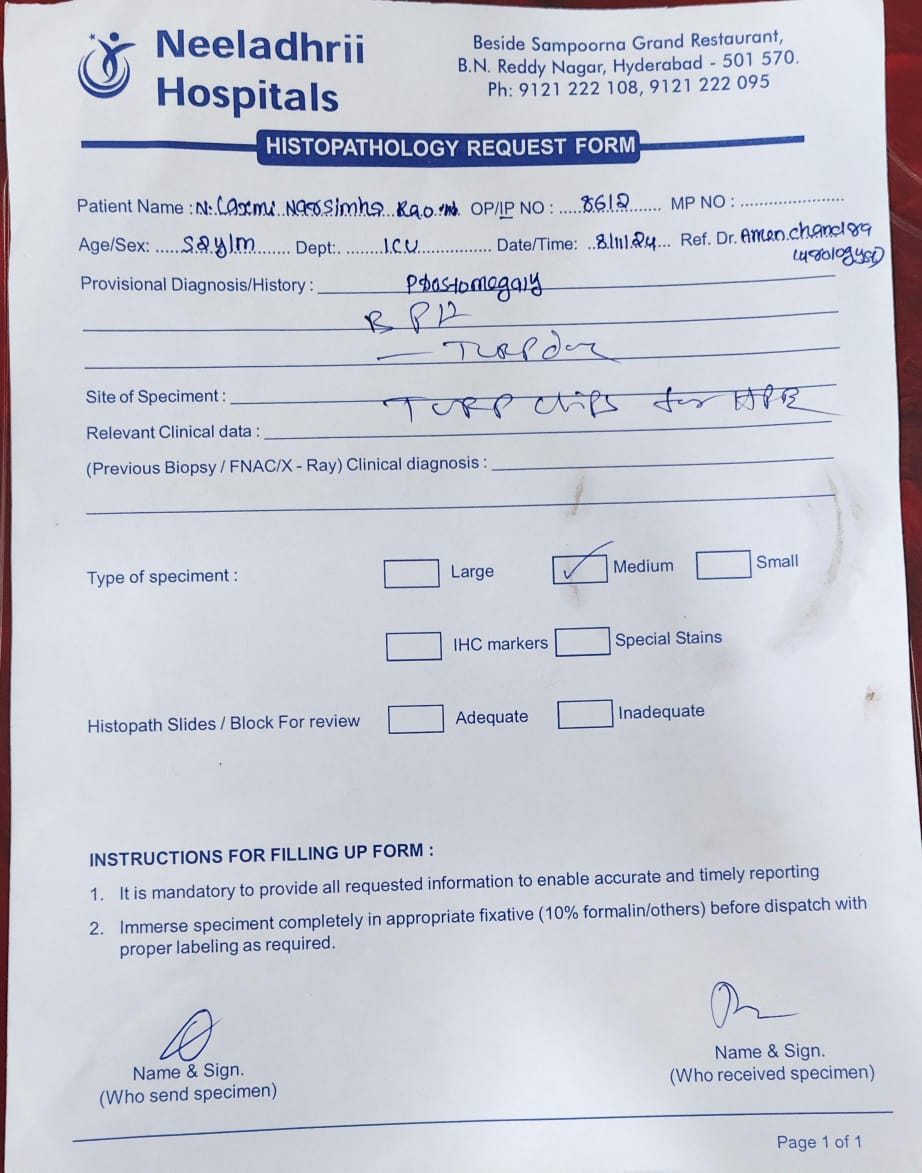 Neeladhrii
Hospitals
Beside Sampoorna Grand Restaurant,
B.N. Reddy Nagar, Hyderabad - 501 570.
Ph: 9121 222 108, 9121 222 095
HISTOPATHOLOGY REQUEST FORM
Patient Name : N. Laxmi Narsimha Rao OP/IP NO : 8612 MP NO :
Age/Sex: 52y/m Dept: ICU Date/Time: 8/11/24 Ref. Dr. Amen chandra
(urologyst)
Provisional Diagnosis/History : Prostomegaly
BPH
— TURP done
Site of Speciment : TURP chips for HPE
Relevant Clinical data :
(Previous Biopsy / FNAC/X - Ray) Clinical diagnosis :
Type of speciment : Large ✓ Medium Small
IHC markers Special Stains
Histopath Slides / Block For review Adequate Inadequate
INSTRUCTIONS FOR FILLING UP FORM :
1. It is mandatory to provide all requested information to enable accurate and timely reporting
2. Immerse speciment completely in appropriate fixative (10% formalin/others) before dispatch with
proper labeling as required.
Name & Sign.
(Who send specimen)
Name & Sign.
(Who received specimen)
Page 1 of 1